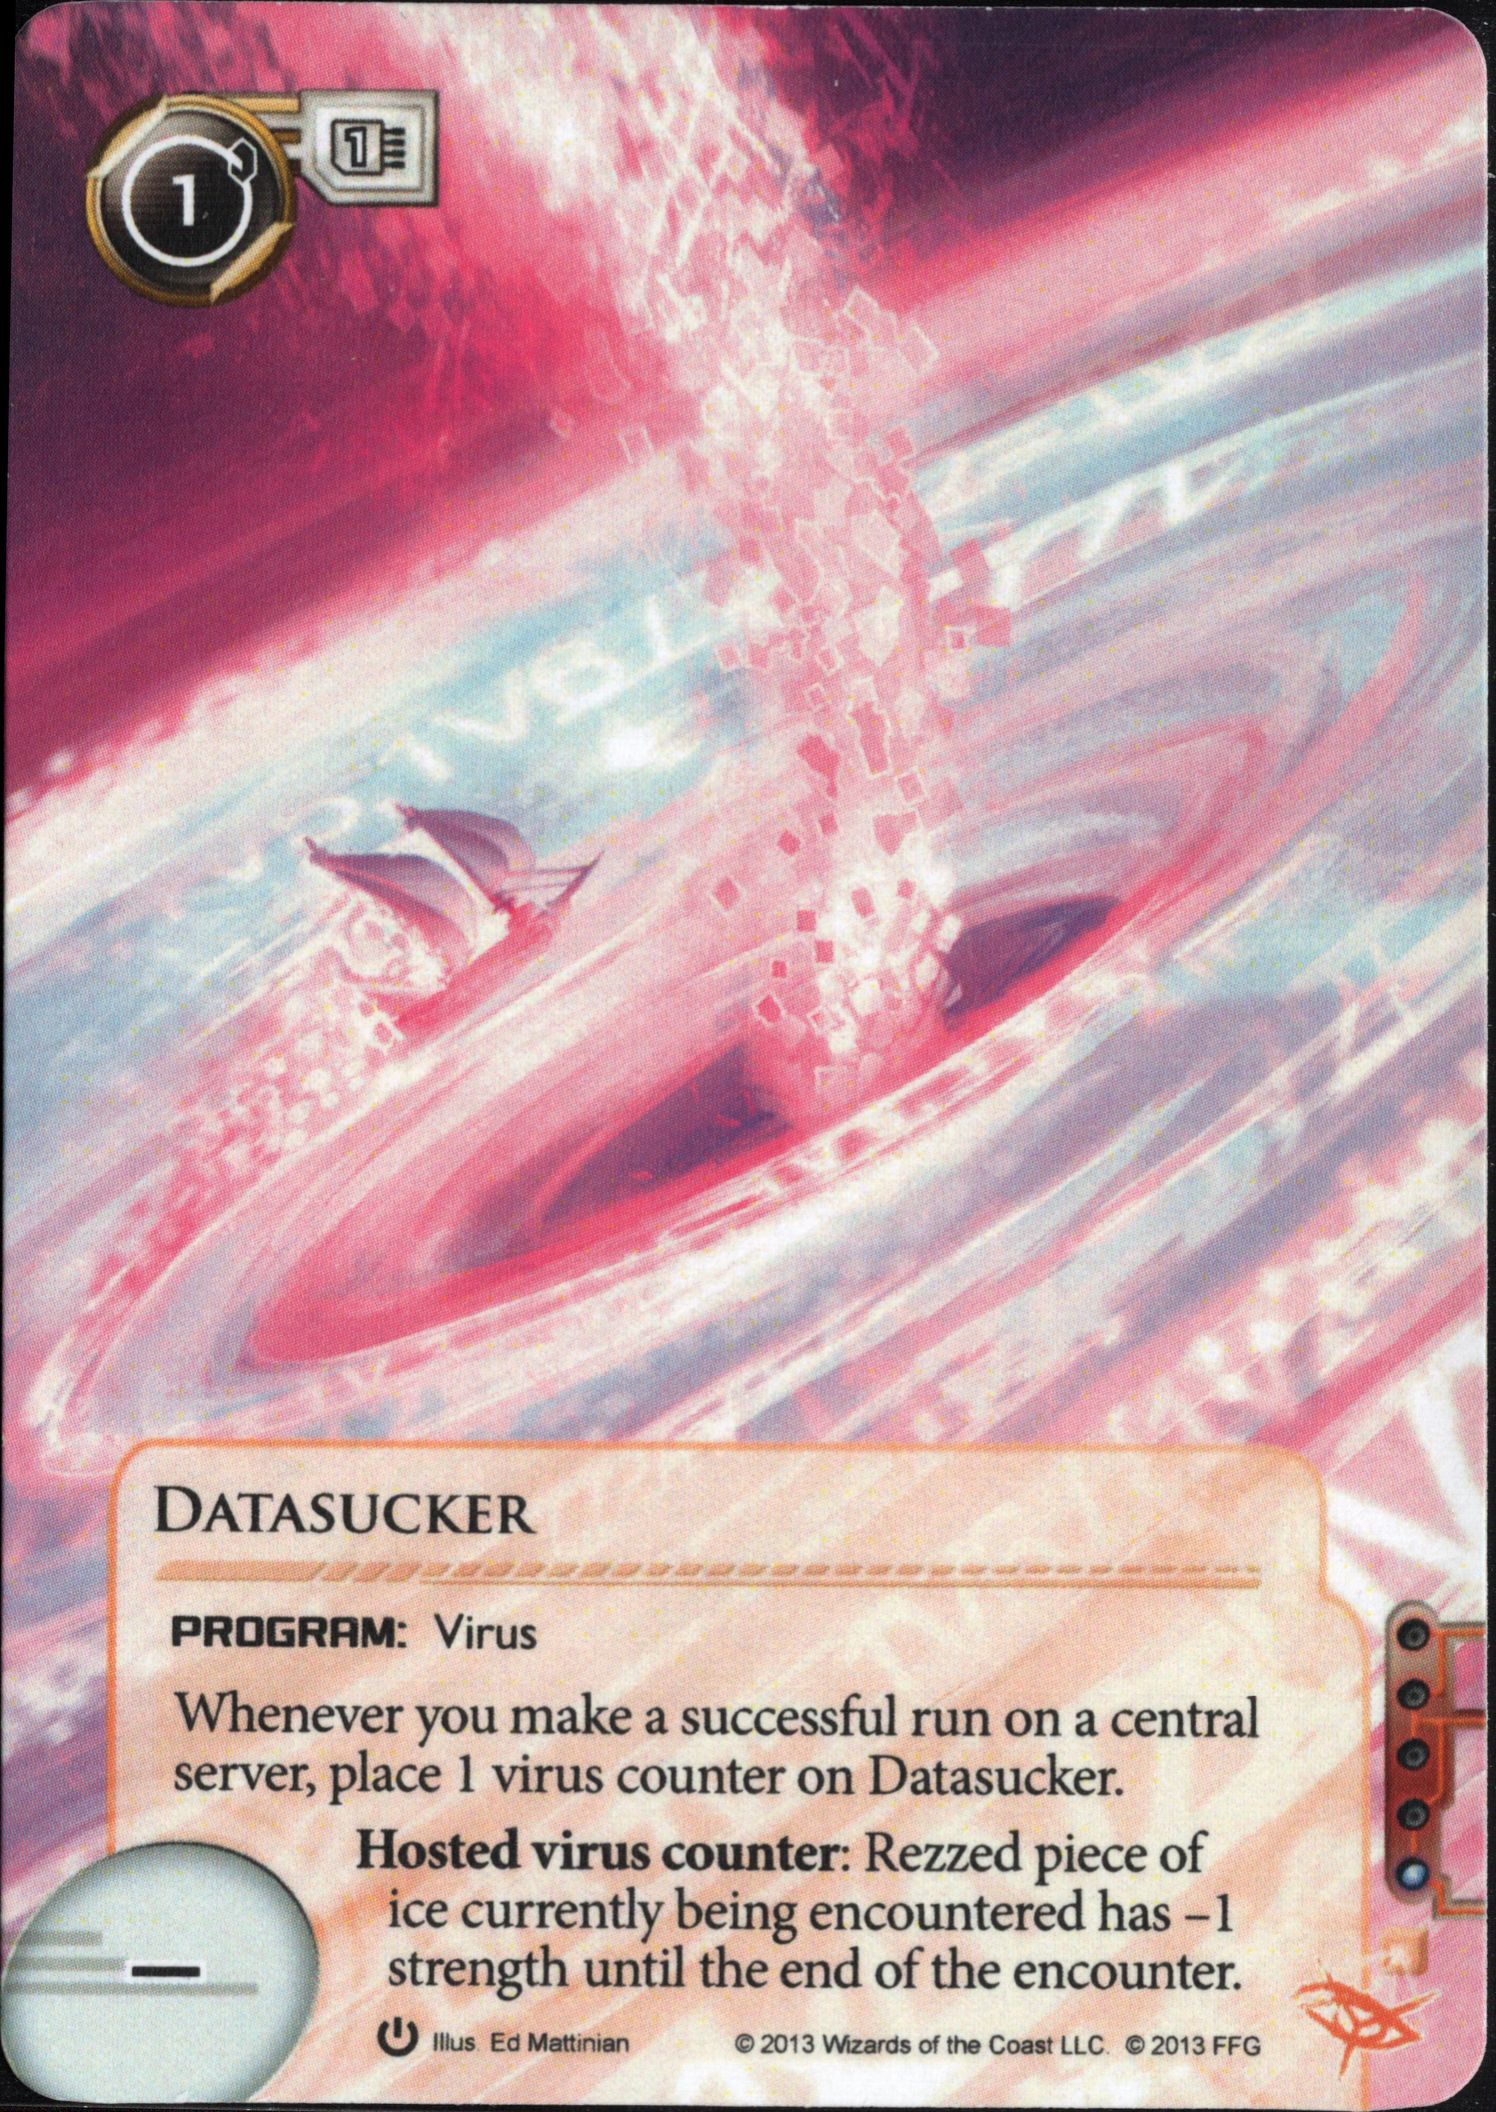 1
1
DATASUCKER
PROGRAM: Virus
Whenever you make a successful run on a central
server, place 1 virus counter on Datasucker.
Hosted virus counter: Rezzed piece of
ice currently being encountered has –1
strength until the end of the encounter.
–
Illus. Ed Mattinian
© 2013 Wizards of the Coast LLC. © 2013 FFG